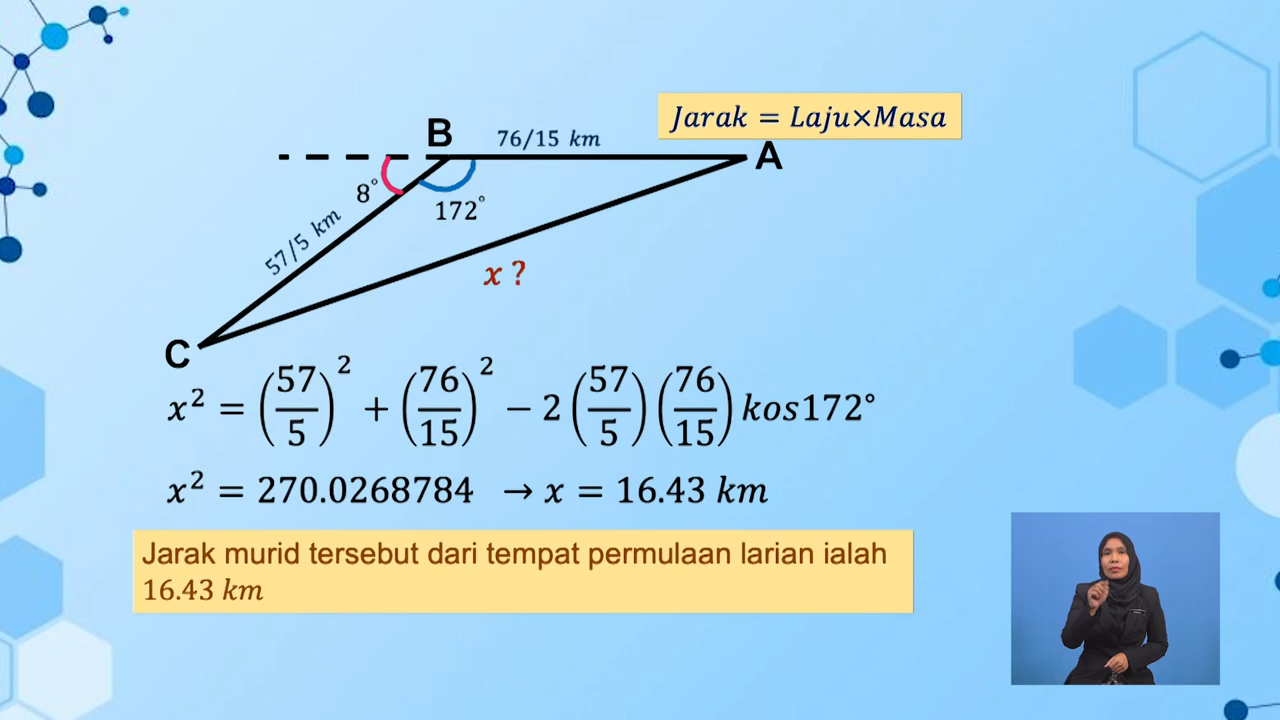 Jarak = Laju×Masa
B
76/15 km
A
8°
172°
57/5 km
x ?
C
x² = (57/5)² + (76/15)² − 2(57/5)(76/15) kos172°
x² = 270.0268784 → x = 16.43 km
Jarak murid tersebut dari tempat permulaan larian ialah
16.43 km